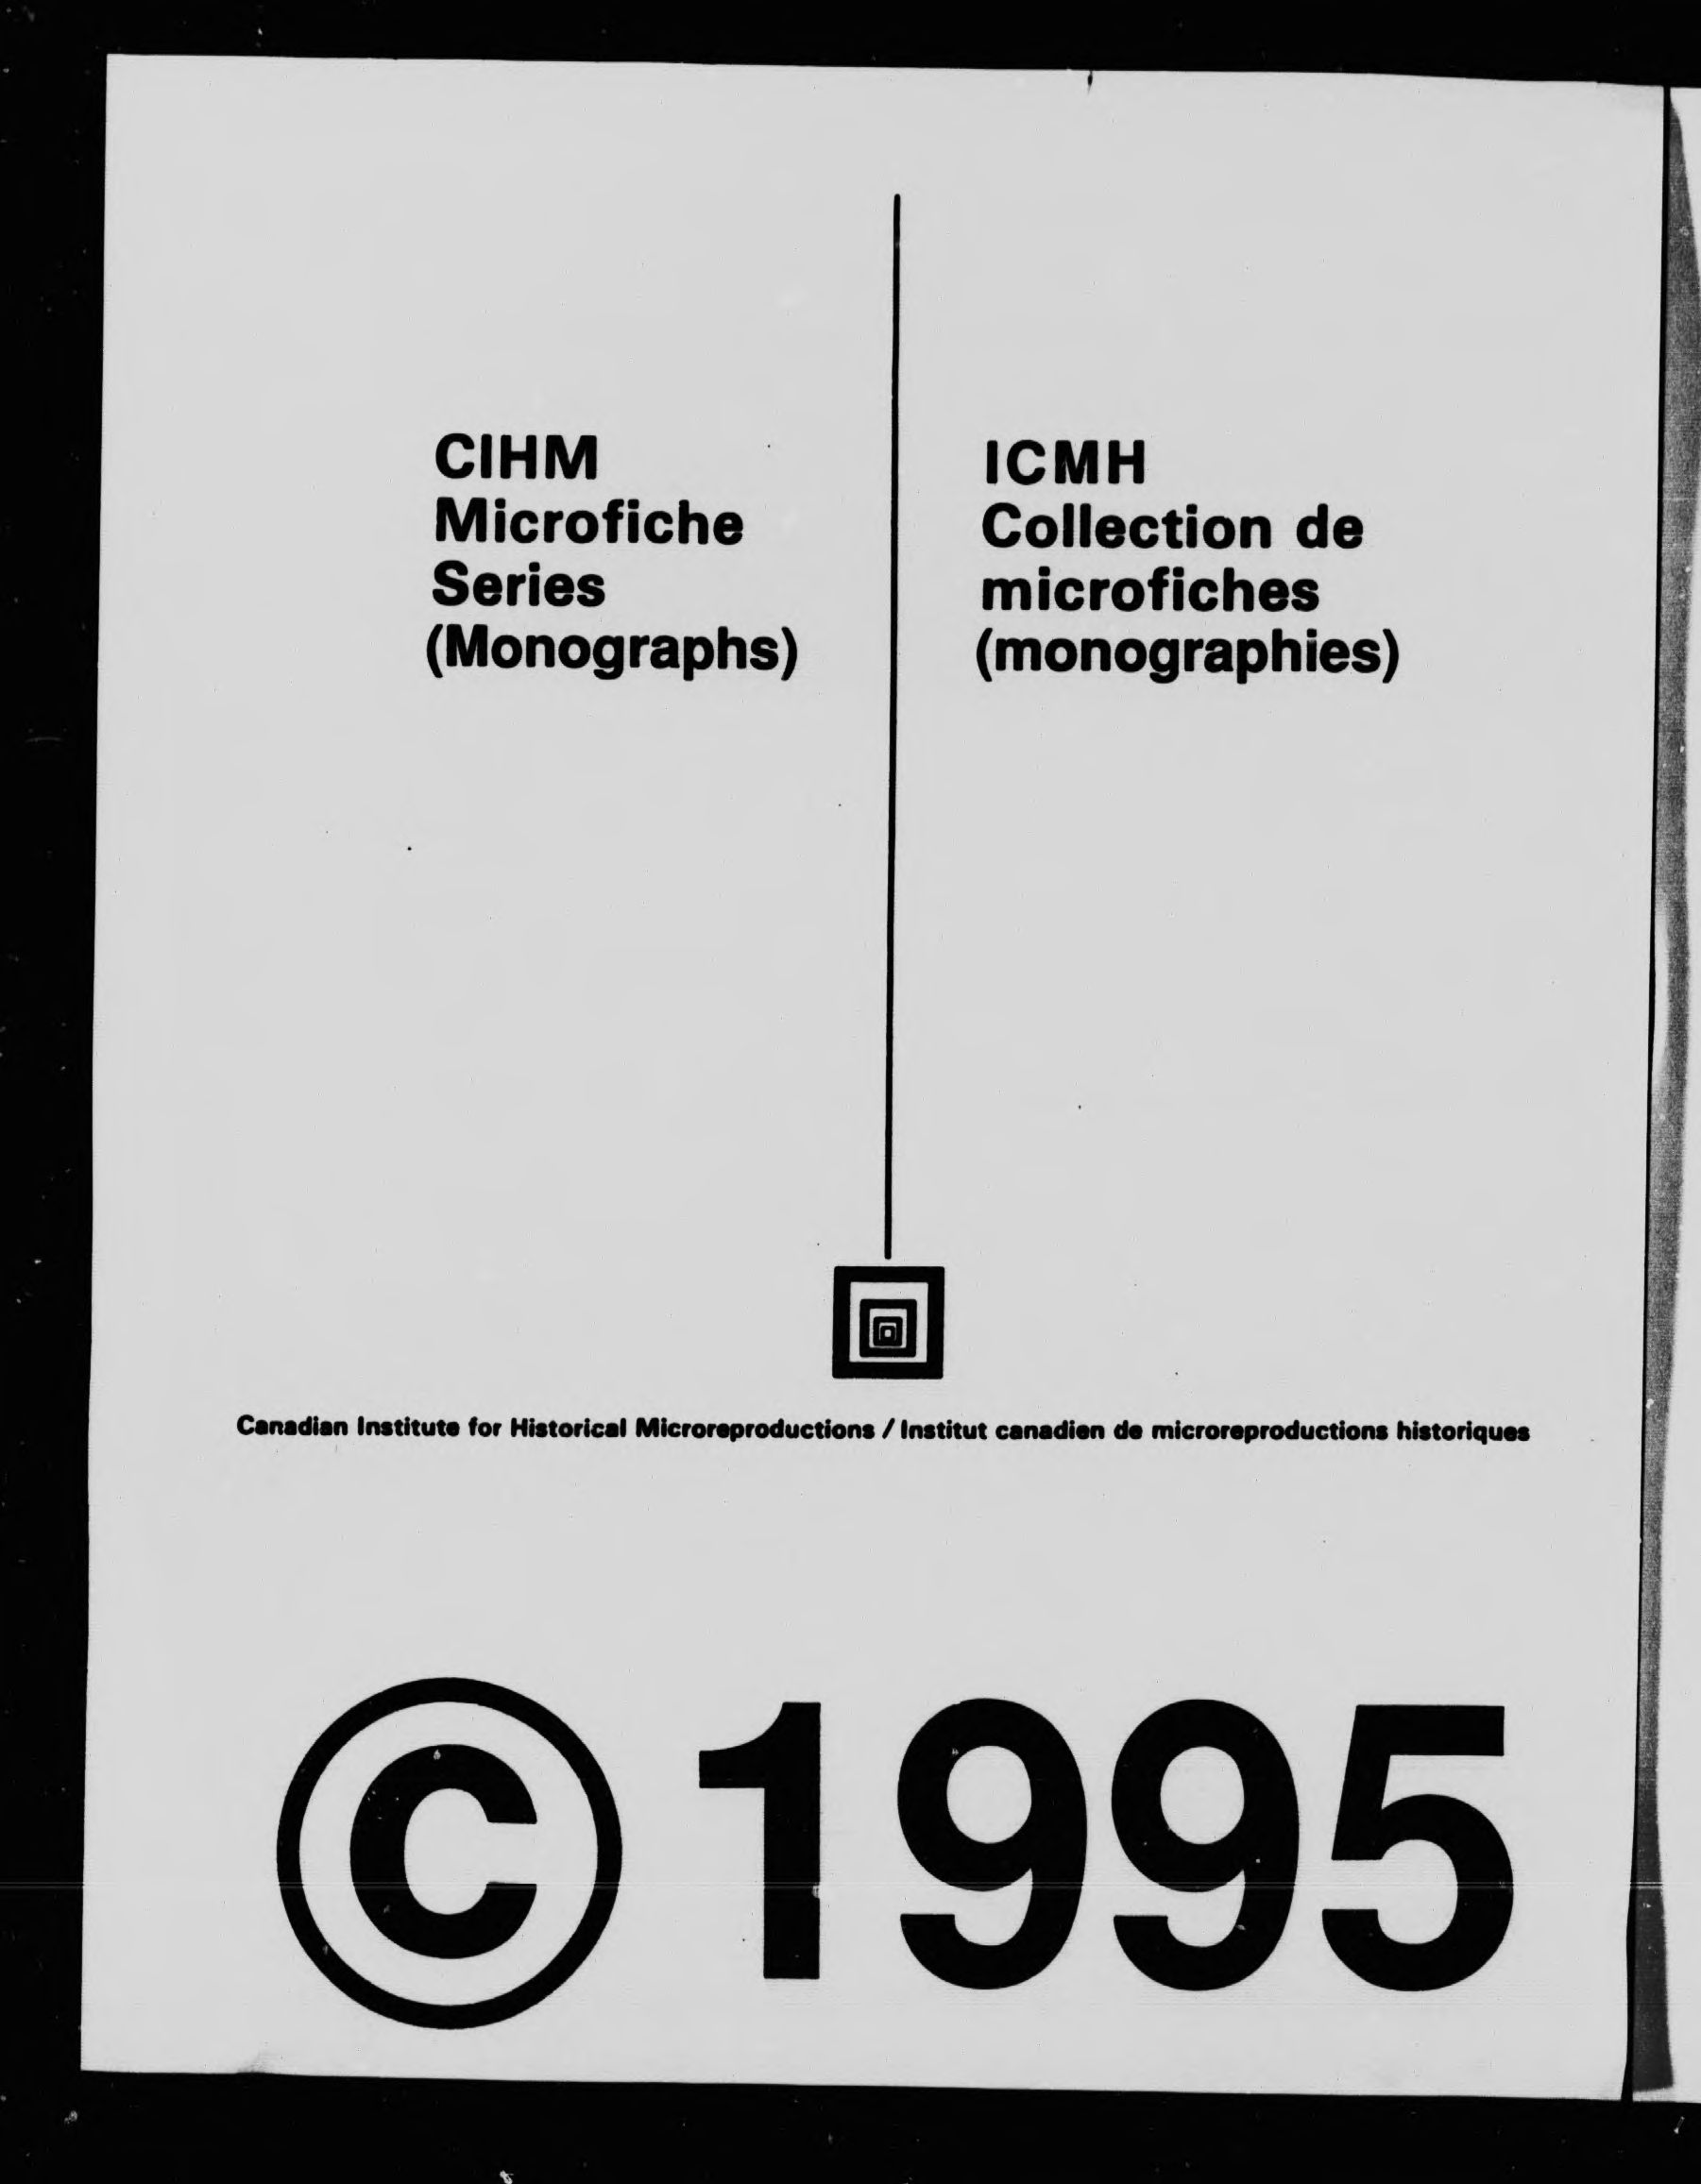 CIHM
Microfiche
Series
(Monographs)
ICMH
Collection de
microfiches
(monographies)
Canadian Institute for Historical Microreproductions / Institut canadien de microreproductions historiques
© 1995